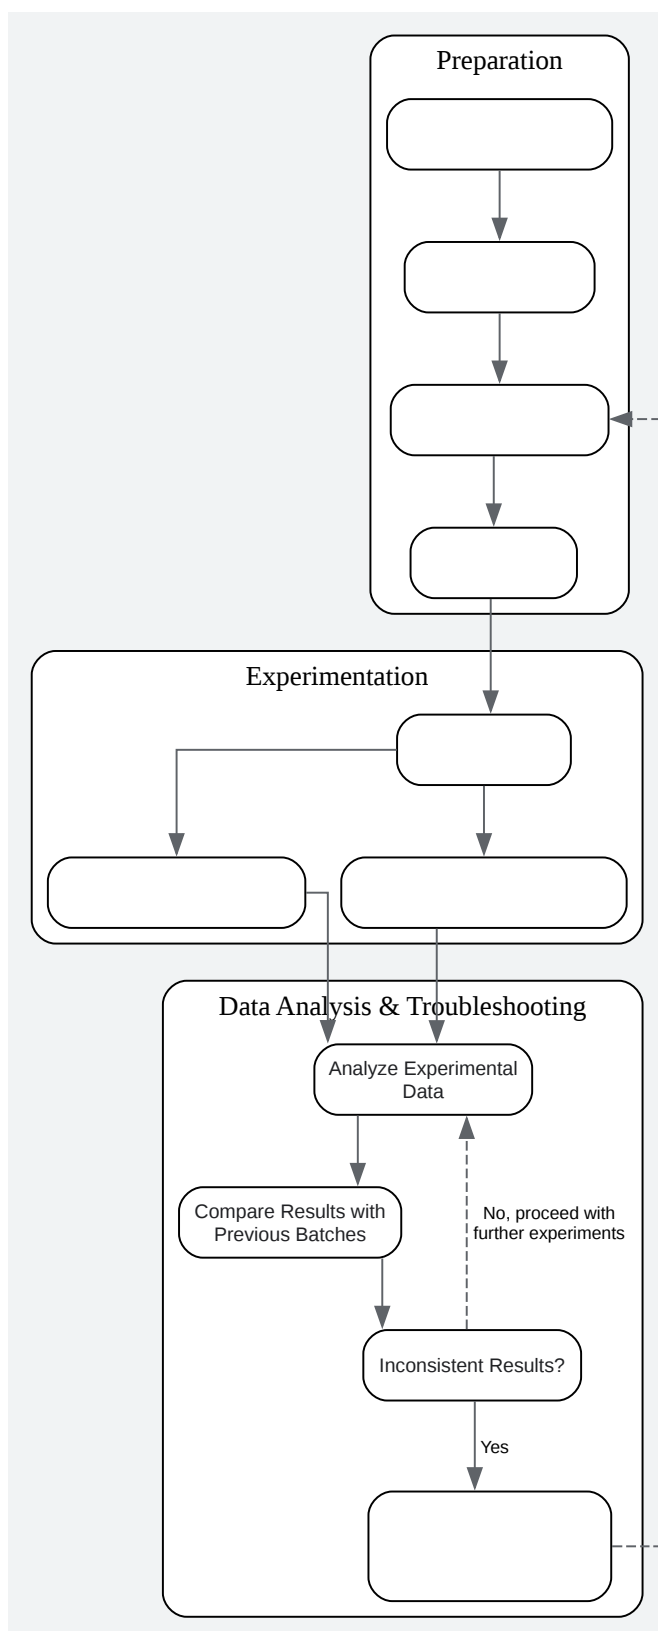 Preparation
Experimentation
Data Analysis & Troubleshooting
Analyze Experimental
Data
Compare Results with
Previous Batches
No, proceed with
further experiments
Inconsistent Results?
Yes